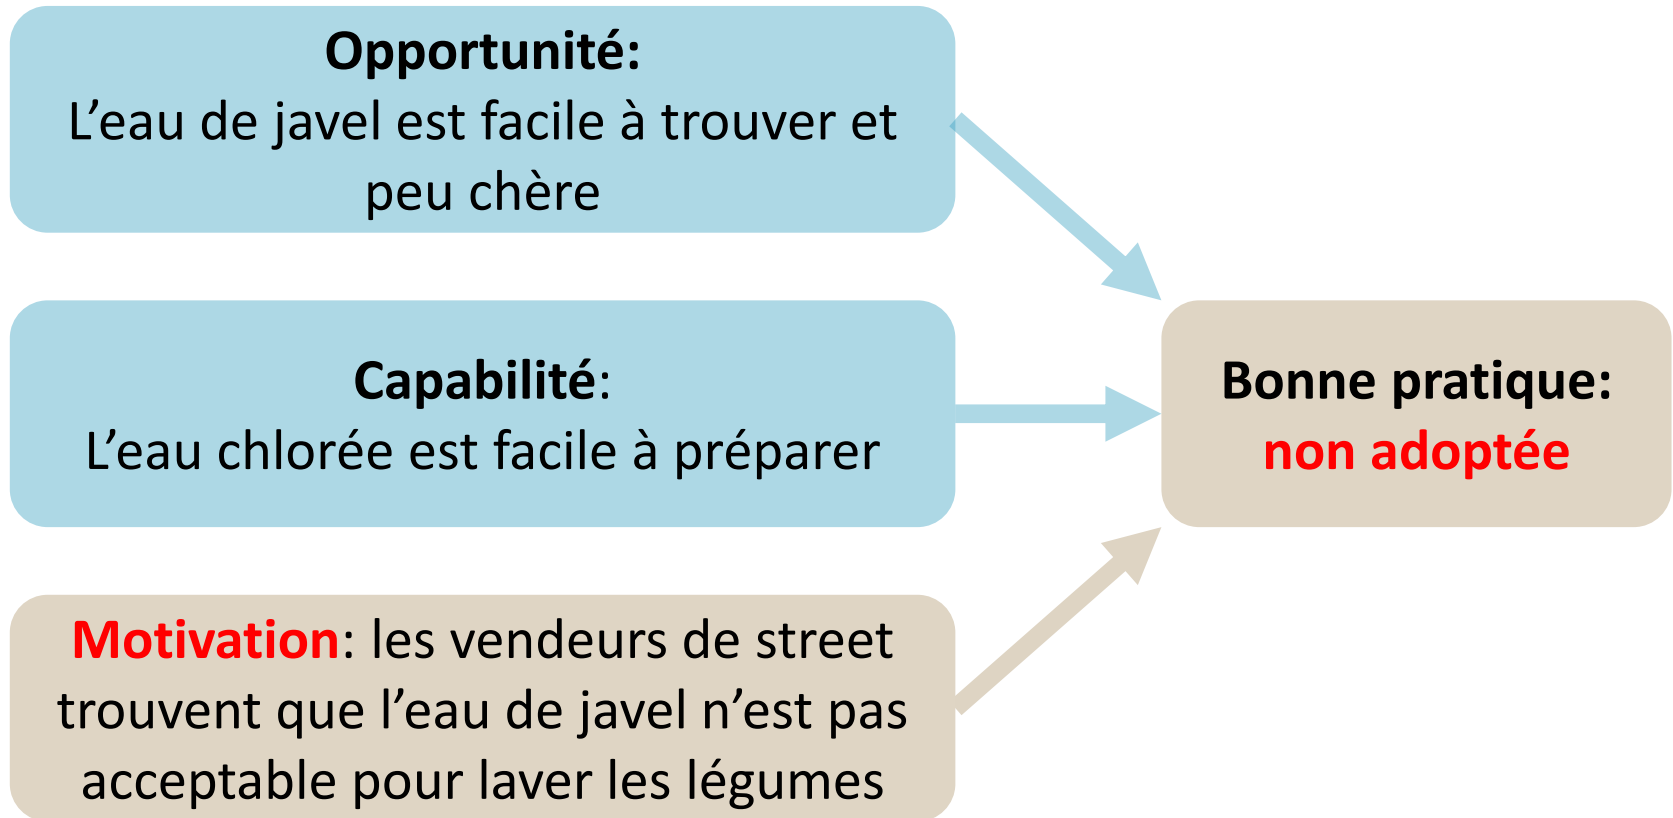 Opportunité:
L’eau de javel est facile à trouver et
peu chère
Capabilité:
L’eau chlorée est facile à préparer
Motivation: les vendeurs de street
trouvent que l’eau de javel n’est pas
acceptable pour laver les légumes
Bonne pratique:
non adoptée